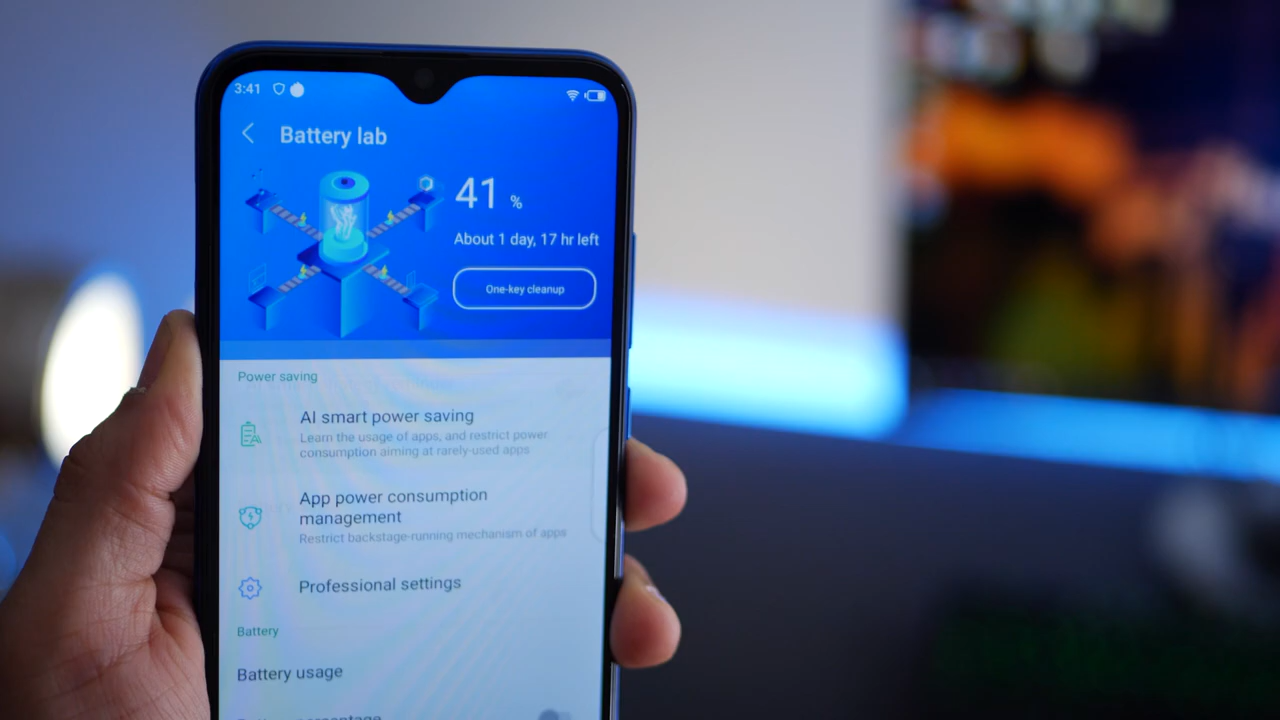 3:41
Battery lab
41 %
About 1 day, 17 hr left
One-key cleanup
Power saving
AI smart power saving
Learn the usage of apps, and restrict power
consumption aiming at rarely-used apps
App power consumption
management
Restrict backstage-running mechanism of apps
Professional settings
Battery
Battery usage
Battery percentage